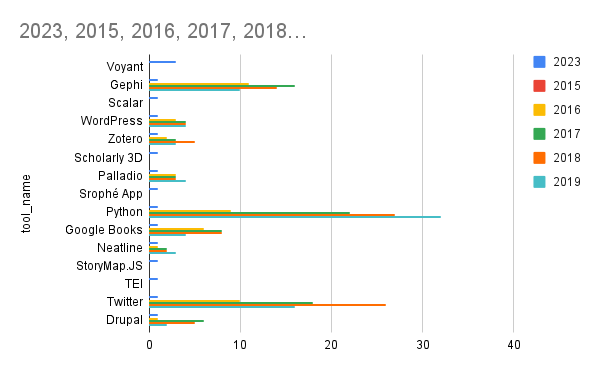 2023, 2015, 2016, 2017, 2018...
2023
2015
2016
2017
2018
2019
tool_name
Voyant
Gephi
Scalar
WordPress
Zotero
Scholarly 3D
Palladio
Srophé App
Python
Google Books
Neatline
StoryMap.JS
TEI
Twitter
Drupal
0
10
20
30
40